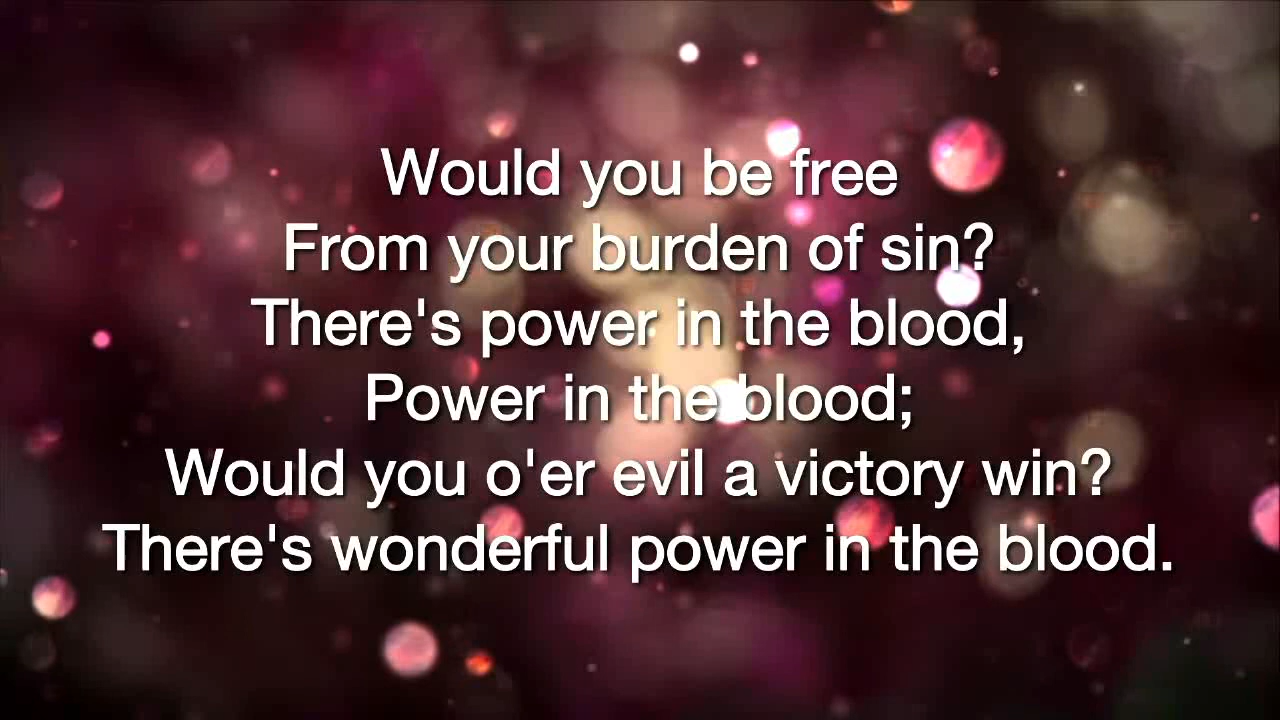 Would you be free
From your burden of sin?
There's power in the blood,
Power in the blood;
Would you o'er evil a victory win?
There's wonderful power in the blood.